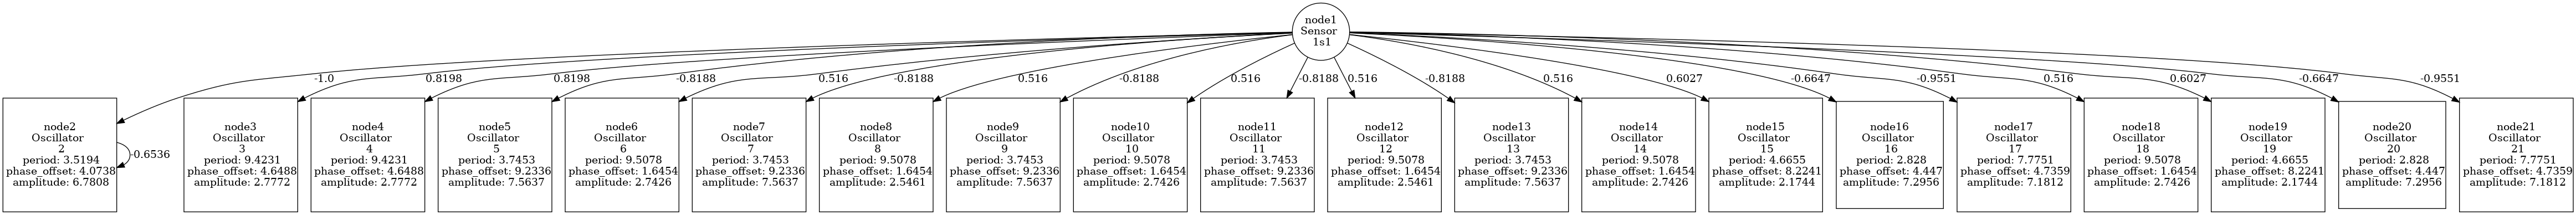 node1
Sensor
1s1
-1.0
0.8198
0.8198
-0.8188
0.516
-0.8188
0.516
-0.8188
0.516
-0.8188
0.516
-0.8188
0.516
0.6027
-0.6647
-0.9551
0.516
0.6027
-0.6647
-0.9551
node2
Oscillator
2
period: 3.5194
phase_offset: 4.0738
amplitude: 6.7808
-0.6536
node3
Oscillator
3
period: 9.4231
phase_offset: 4.6488
amplitude: 2.7772
node4
Oscillator
4
period: 9.4231
phase_offset: 4.6488
amplitude: 2.7772
node5
Oscillator
5
period: 3.7453
phase_offset: 9.2336
amplitude: 7.5637
node6
Oscillator
6
period: 9.5078
phase_offset: 1.6454
amplitude: 2.7426
node7
Oscillator
7
period: 3.7453
phase_offset: 9.2336
amplitude: 7.5637
node8
Oscillator
8
period: 9.5078
phase_offset: 1.6454
amplitude: 2.5461
node9
Oscillator
9
period: 3.7453
phase_offset: 9.2336
amplitude: 7.5637
node10
Oscillator
10
period: 9.5078
phase_offset: 1.6454
amplitude: 2.7426
node11
Oscillator
11
period: 3.7453
phase_offset: 9.2336
amplitude: 7.5637
node12
Oscillator
12
period: 9.5078
phase_offset: 1.6454
amplitude: 2.5461
node13
Oscillator
13
period: 3.7453
phase_offset: 9.2336
amplitude: 7.5637
node14
Oscillator
14
period: 9.5078
phase_offset: 1.6454
amplitude: 2.7426
node15
Oscillator
15
period: 4.6655
phase_offset: 8.2241
amplitude: 2.1744
node16
Oscillator
16
period: 2.828
phase_offset: 4.447
amplitude: 7.2956
node17
Oscillator
17
period: 7.7751
phase_offset: 4.7359
amplitude: 7.1812
node18
Oscillator
18
period: 9.5078
phase_offset: 1.6454
amplitude: 2.7426
node19
Oscillator
19
period: 4.6655
phase_offset: 8.2241
amplitude: 2.1744
node20
Oscillator
20
period: 2.828
phase_offset: 4.447
amplitude: 7.2956
node21
Oscillator
21
period: 7.7751
phase_offset: 4.7359
amplitude: 7.1812